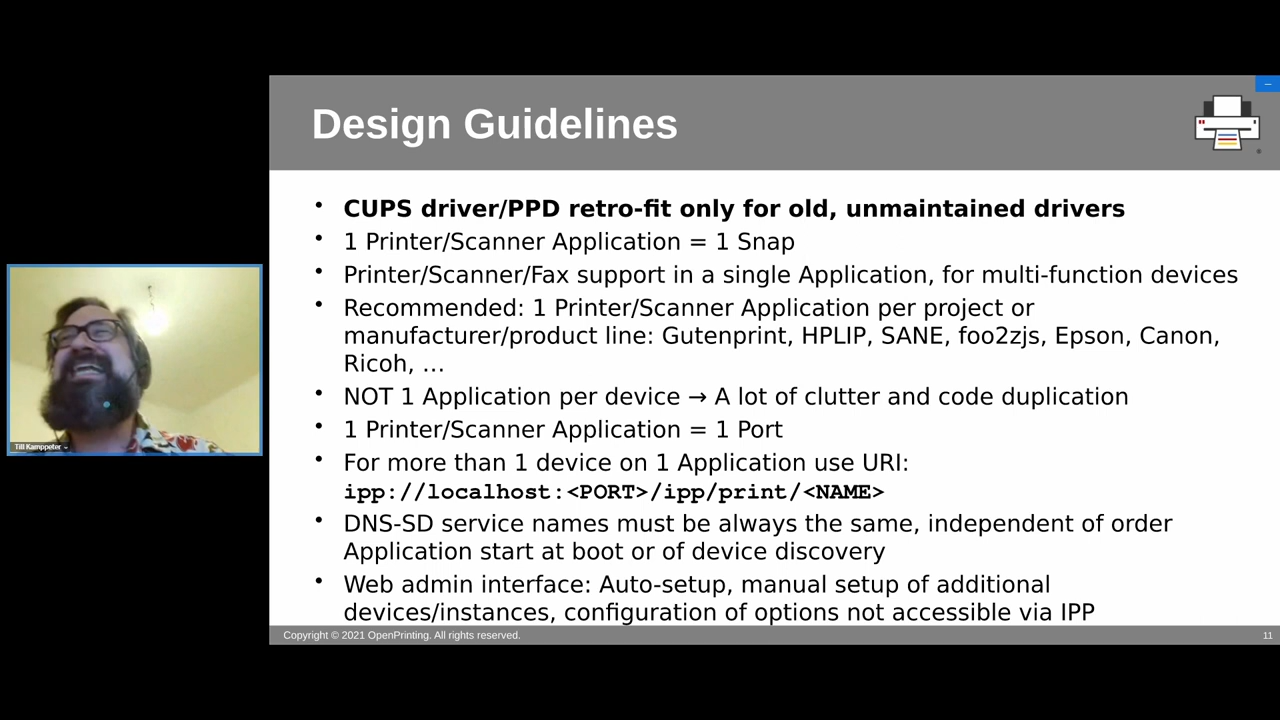 Design Guidelines
• CUPS driver/PPD retro-fit only for old, unmaintained drivers
• 1 Printer/Scanner Application = 1 Snap
• Printer/Scanner/Fax support in a single Application, for multi-function devices
• Recommended: 1 Printer/Scanner Application per project or
manufacturer/product line: Gutenprint, HPLIP, SANE, foo2zjs, Epson, Canon,
Ricoh, …
• NOT 1 Application per device → A lot of clutter and code duplication
• 1 Printer/Scanner Application = 1 Port
• For more than 1 device on 1 Application use URI:
ipp://localhost:<PORT>/ipp/print/<NAME>
• DNS-SD service names must be always the same, independent of order
Application start at boot or of device discovery
• Web admin interface: Auto-setup, manual setup of additional
devices/instances, configuration of options not accessible via IPP
Copyright © 2021 OpenPrinting. All rights reserved.
11
Till Kamppeter